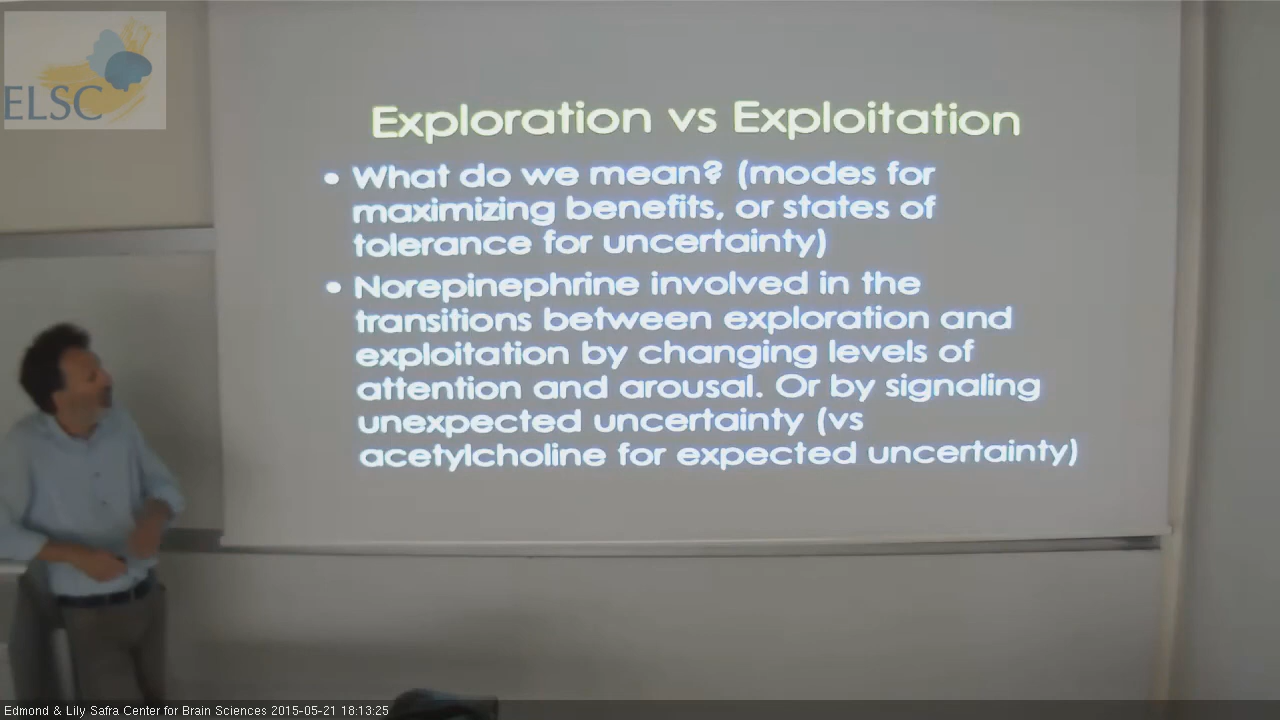 ELSC
Exploration vs Exploitation
• What do we mean? (modes for
maximizing benefits, or states of
tolerance for uncertainty)
• Norepinephrine involved in the
transitions between exploration and
exploitation by changing levels of
attention and arousal. Or by signaling
unexpected uncertainty (vs
acetylcholine for expected uncertainty)
Edmond & Lily Safra Center for Brain Sciences 2015-05-21 18:13:25